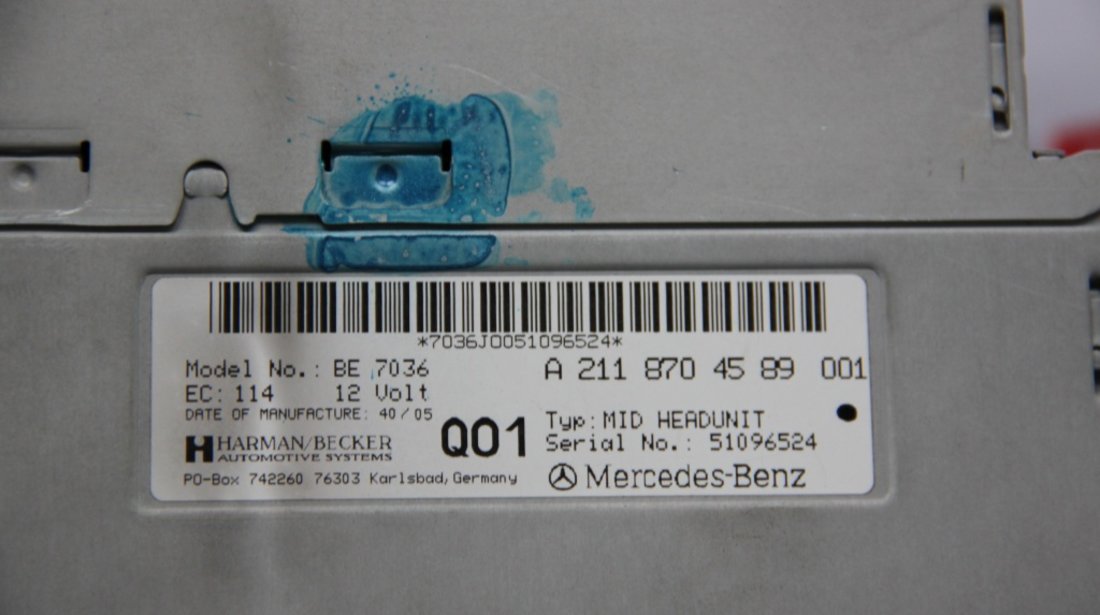 *7036J0051096524*
Model No.: BE 7036
A 211 870 45 89 001
EC: 114 12 Volt
DATE OF MANUFACTURE: 40/05
Q01
Typ: MID HEADUNIT
HARMAN/BECKER
AUTOMOTIVE SYSTEMS
Serial No.: 51096524
PO-Box 742260 76303 Karlsbad, Germany
Mercedes-Benz